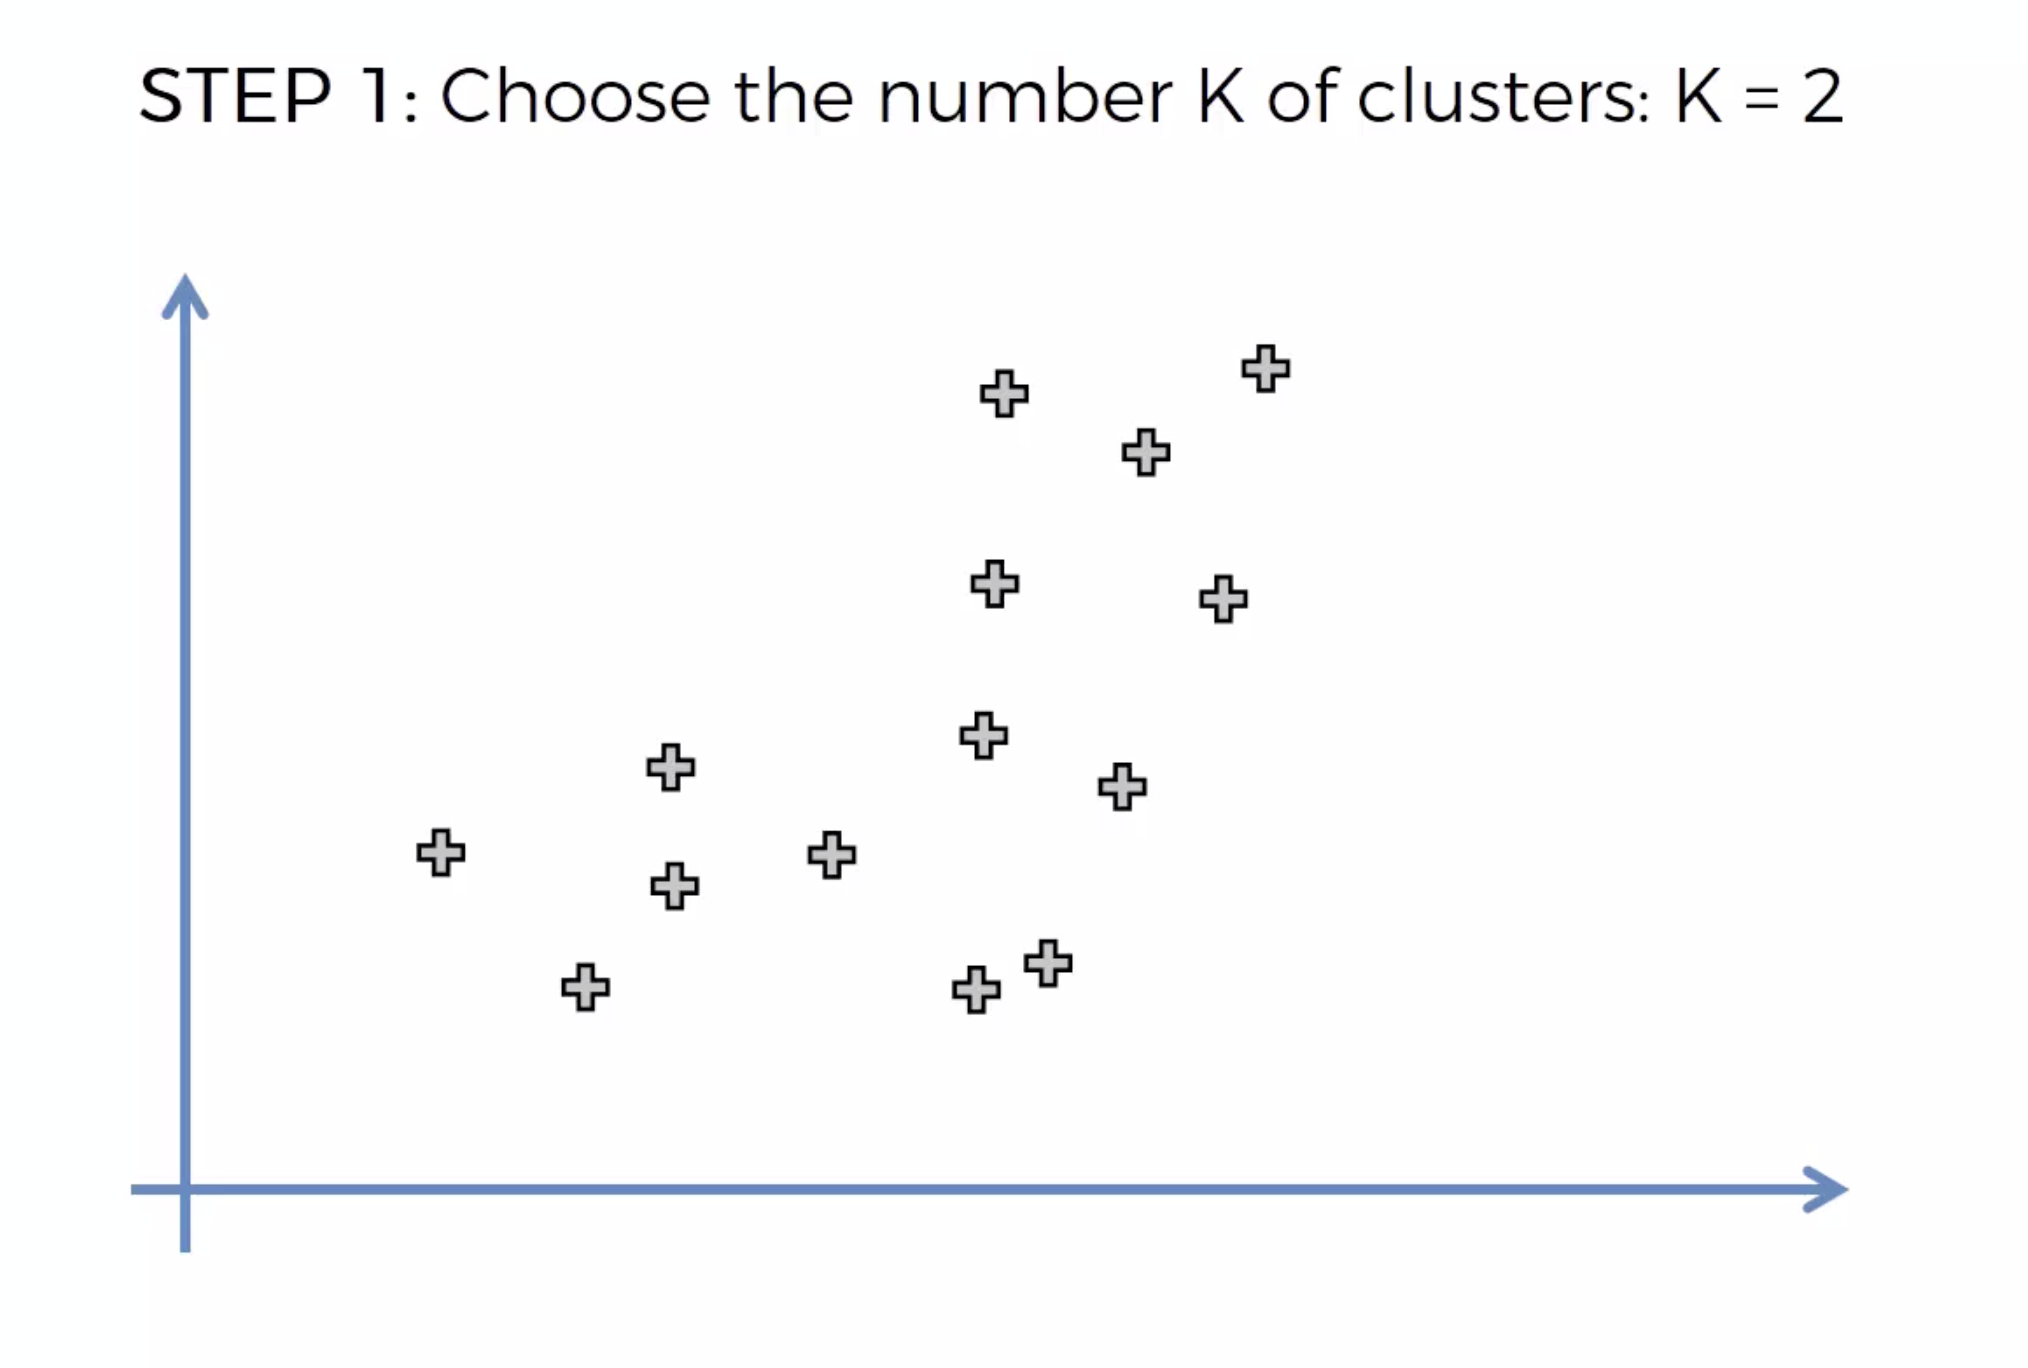 STEP 1: Choose the number K of clusters: K = 2